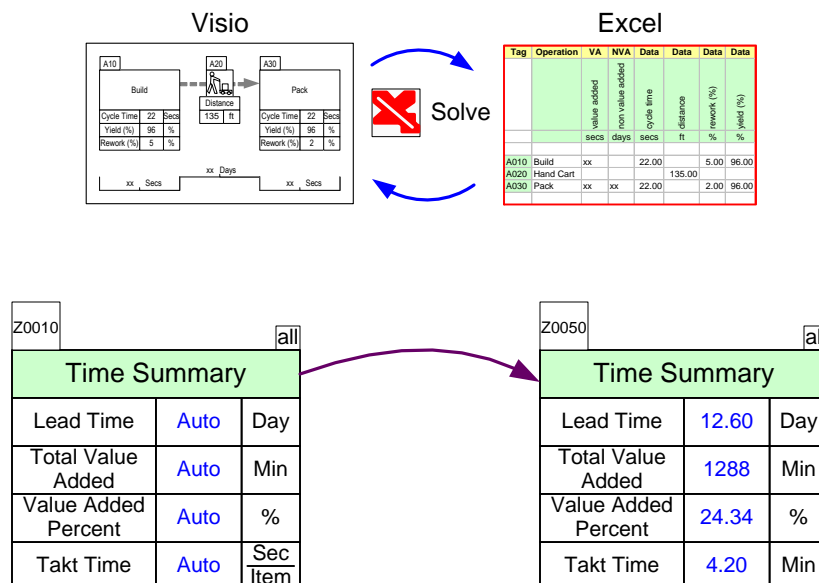 Visio
Excel
A10
A20
A30
Build
Pack
Distance
135 ft
Cycle Time 22 Secs
Yield (%) 96 %
Rework (%) 5 %
Cycle Time 22 Secs
Yield (%) 96 %
Rework (%) 2 %
xx Secs
xx Days
xx Secs
Solve
Tag Operation VA NVA Data Data Data Data
value added
non value added
cycle time
distance
rework (%)
yield (%)
secs days secs ft % %
A010 Build xx 22.00 5.00 96.00
A020 Hand Cart 135.00
A030 Pack xx xx 22.00 2.00 96.00
Z0010
all
Time Summary
Lead Time Auto Day
Total Value
Added Auto Min
Value Added
Percent Auto %
Takt Time Auto Sec
Item
Z0050
Time Summary
Lead Time 12.60 Day
Total Value
Added 1288 Min
Value Added
Percent 24.34 %
Takt Time 4.20 Min